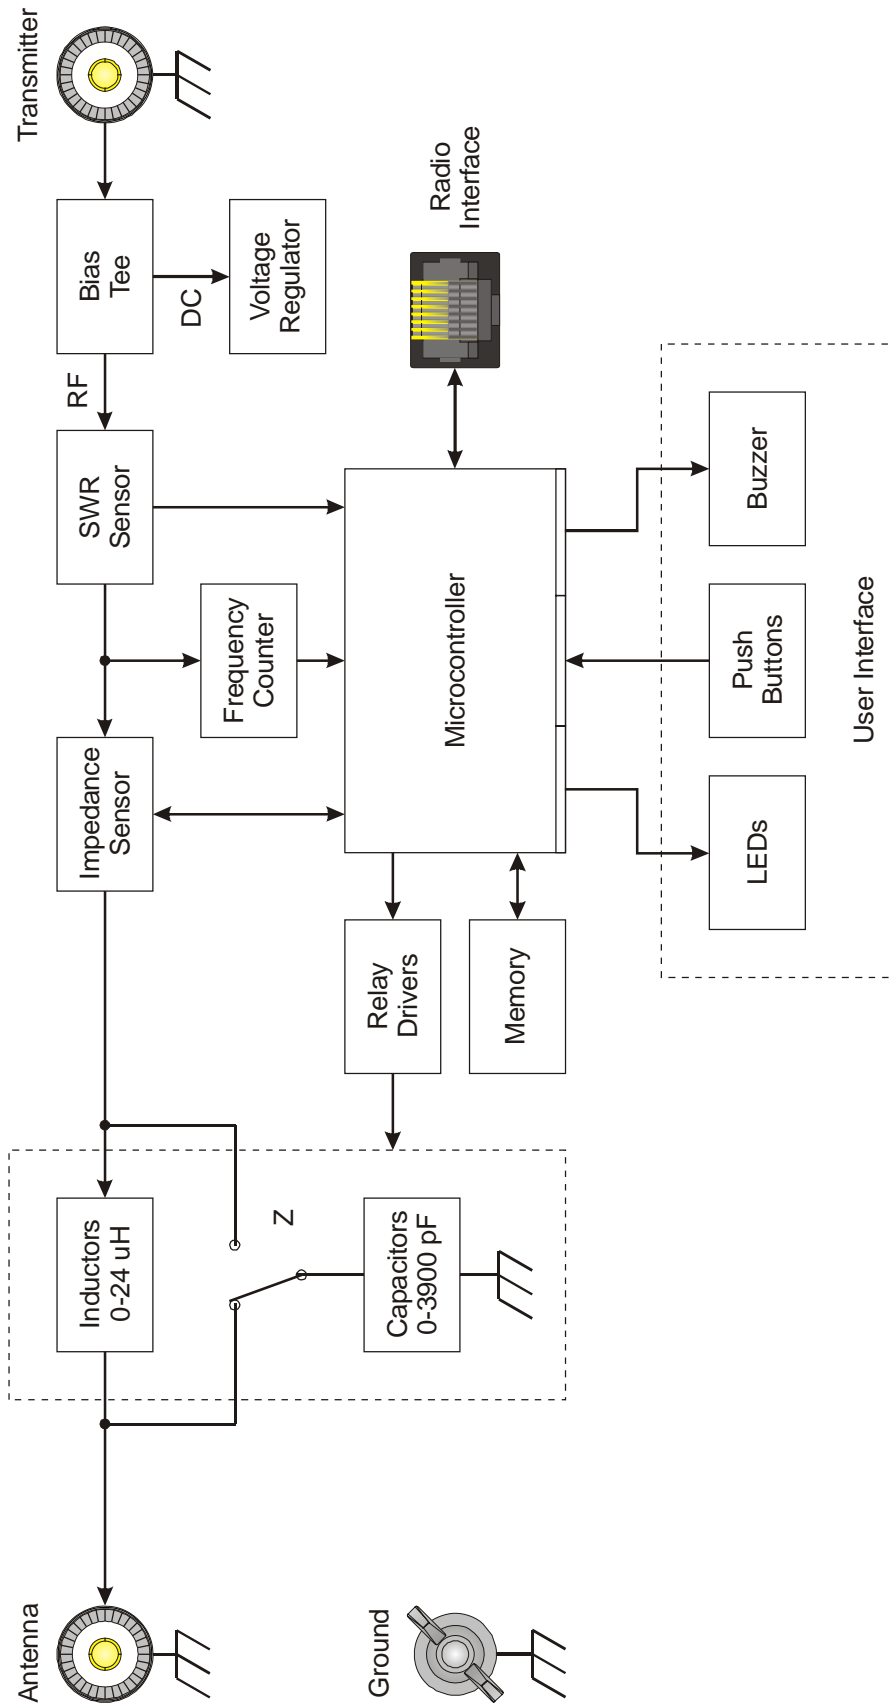 Transmitter
Bias
Tee
DC
Voltage
Regulator
RF
SWR
Sensor
Frequency
Counter
Impedance
Sensor
Radio
Interface
Microcontroller
Relay
Drivers
Memory
Buzzer
Push
Buttons
LEDs
User Interface
Inductors
0-24 uH
Z
Capacitors
0-3900 pF
Antenna
Ground